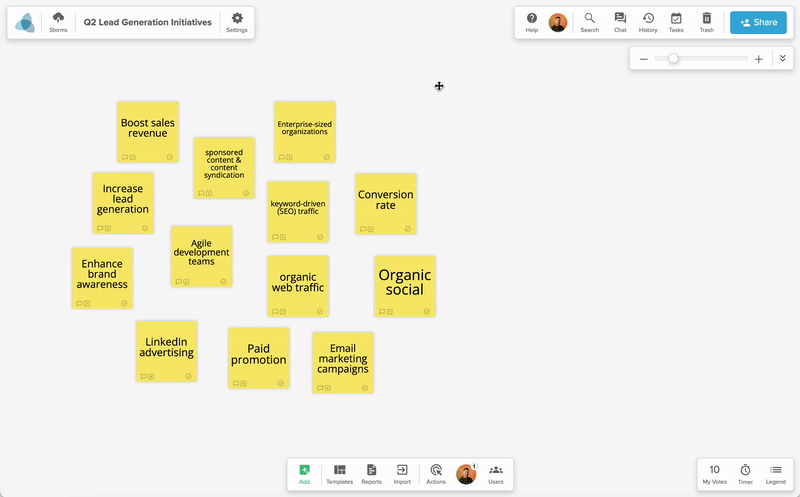 Storms
Q2 Lead Generation Initiatives
Settings
Help
Search
Chat
History
Tasks
Trash
Share
Boost sales
revenue
Enterprise-sized
organizations
sponsored
content &
content
syndication
Increase
lead
generation
keyword-driven
(SEO) traffic
Conversion
rate
Agile
development
teams
Enhance
brand
awareness
organic
web traffic
Organic
social
LinkedIn
advertising
Paid
promotion
Email
marketing
campaigns
Add
Templates
Reports
Import
Actions
1
Users
10
My Votes
Timer
Legend